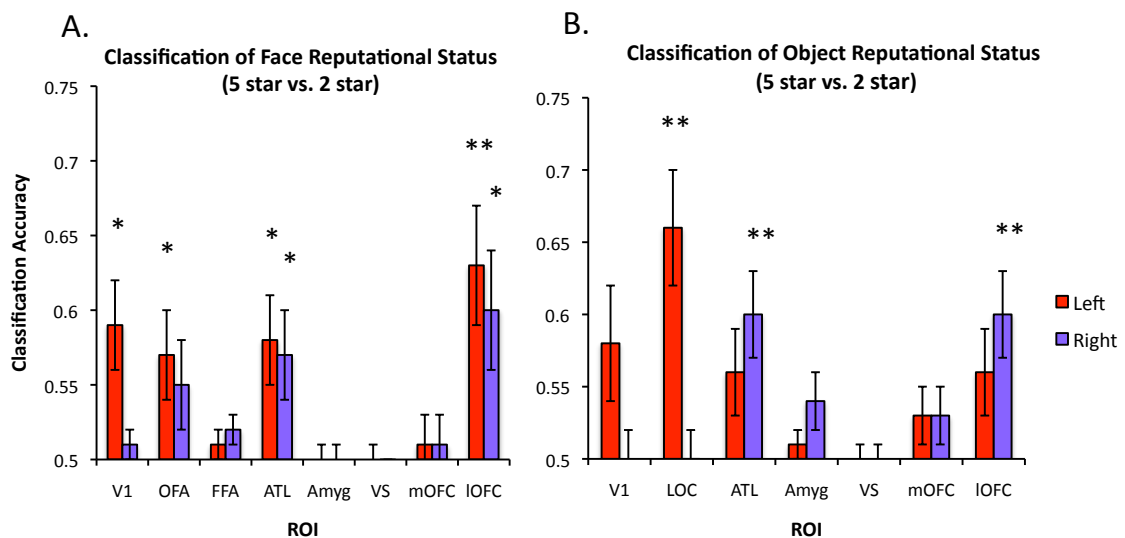 A.
Classification of Face Reputational Status
(5 star vs. 2 star)
Classification Accuracy
0.75
0.7
0.65
0.6
0.55
0.5
**
*
*
*
*
*
V1 OFA FFA ATL Amyg VS mOFC lOFC
ROI
B.
Classification of Object Reputational Status
(5 star vs. 2 star)
0.75
0.7
0.65
0.6
0.55
0.5
**
**
**
V1 LOC ATL Amyg VS mOFC lOFC
ROI
Left
Right